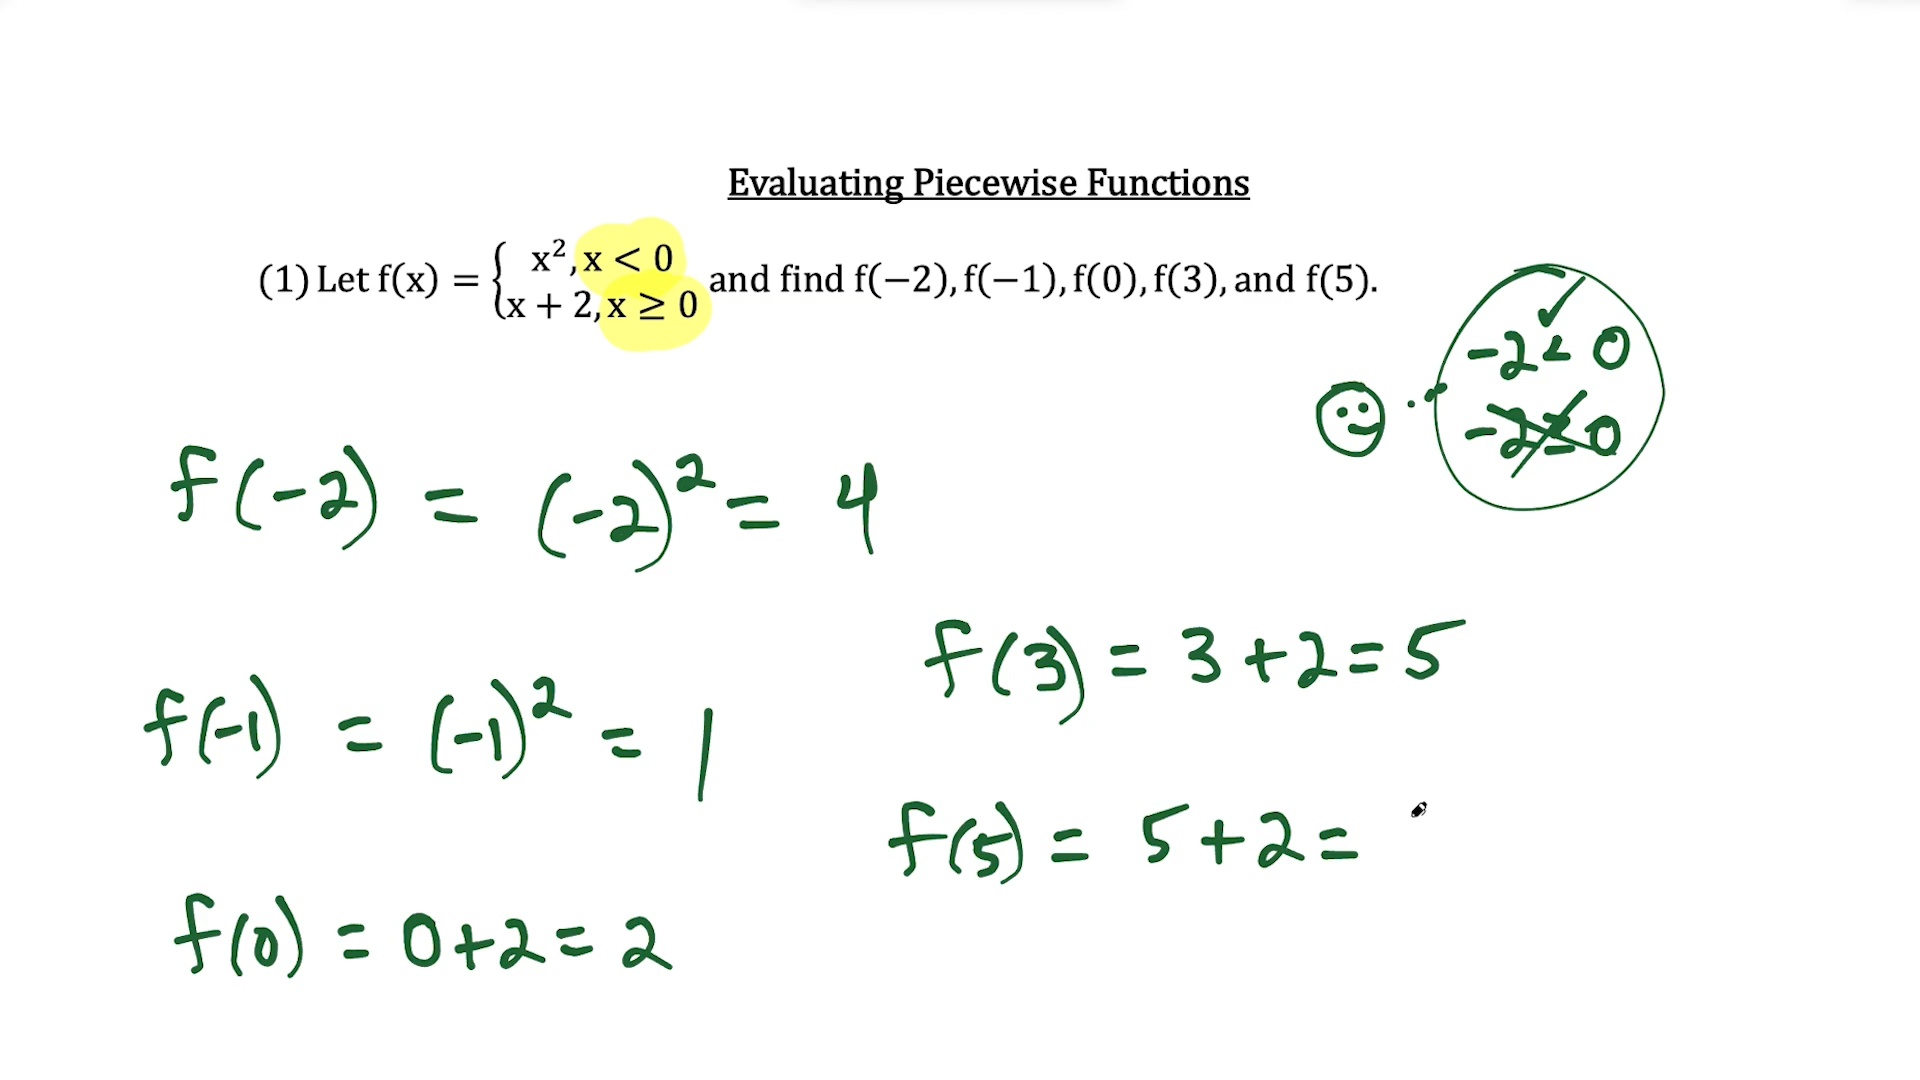 Evaluating Piecewise Functions
(1) Let f(x) = { x², x < 0
x + 2, x ≥ 0 and find f(−2), f(−1), f(0), f(3), and f(5).
-2 < 0
-2 ≥ 0
f(-2) = (-2)² = 4
f(-1) = (-1)² = 1
f(0) = 0+2 = 2
f(3) = 3+2 = 5
f(5) = 5+2 =